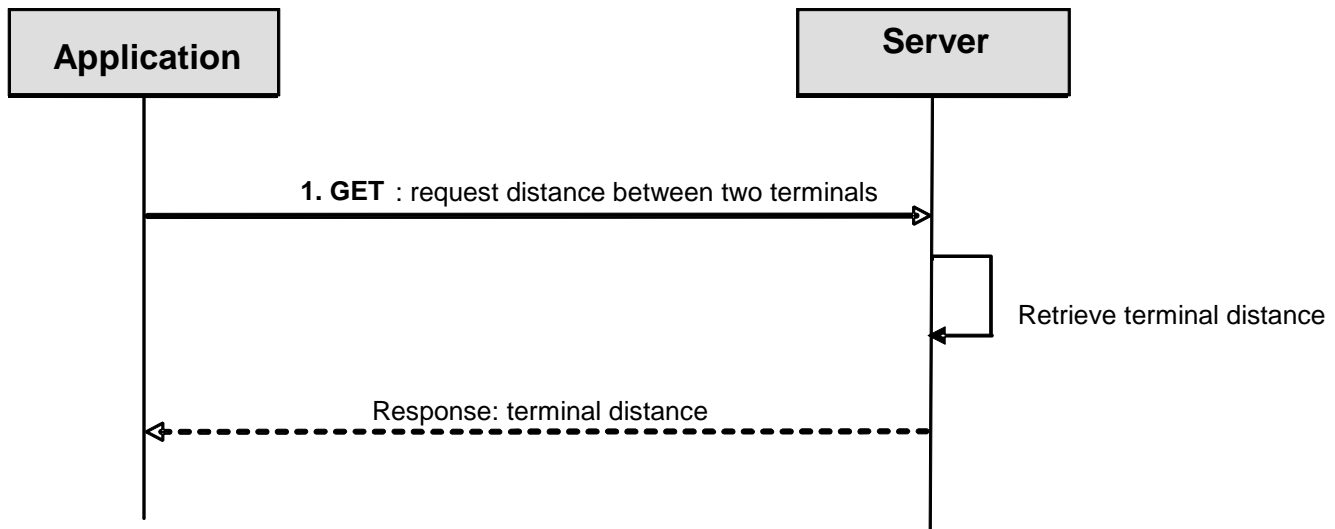 Application
Server
1. GET : request distance between two terminals
Retrieve terminal distance
Response: terminal distance